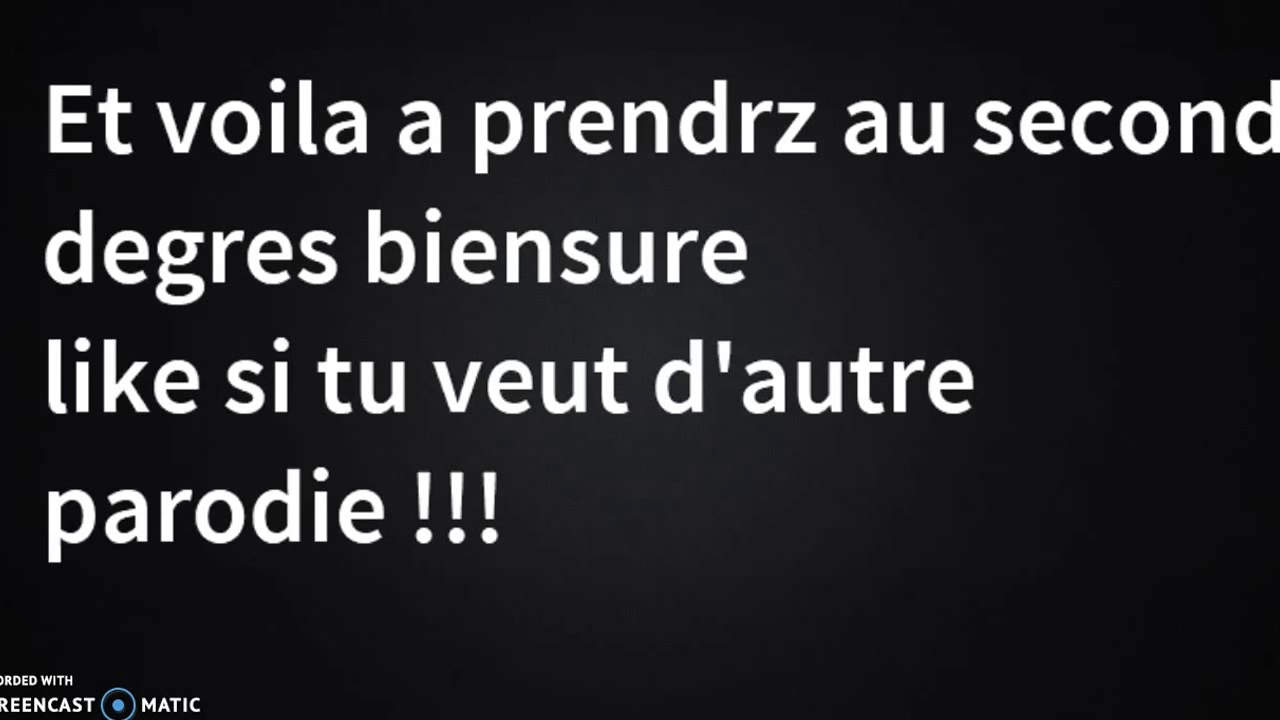 Et voila a prendrz au second
degres biensure
like si tu veut d'autre
parodie !!!
ORDED WITH
REENCAST MATIC